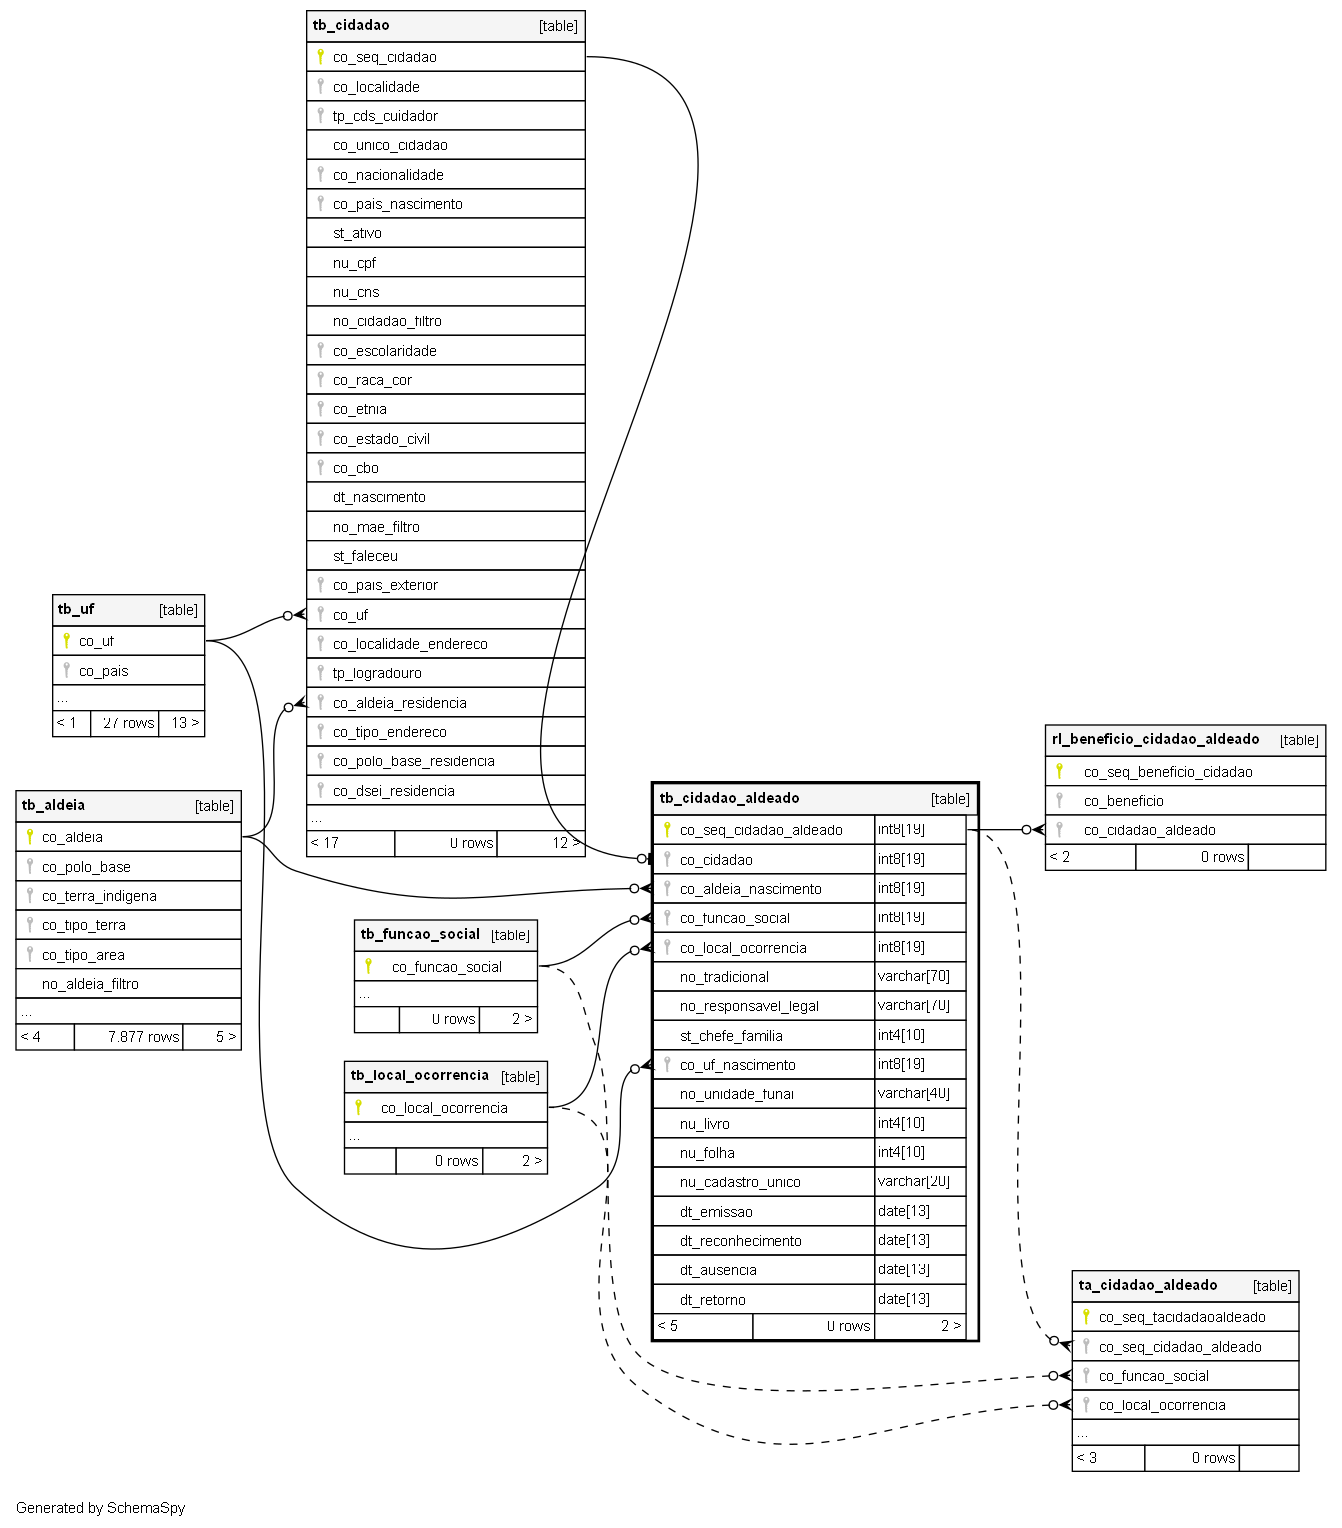 tb_cidadao [table]
co_seq_cidadao
co_localidade
tp_cds_cuidador
co_unico_cidadao
co_nacionalidade
co_pais_nascimento
st_ativo
nu_cpf
nu_cns
no_cidadao_filtro
co_escolaridade
co_raca_cor
co_etnia
co_estado_civil
co_cbo
dt_nascimento
no_mae_filtro
st_faleceu
co_pais_exterior
co_uf
co_localidade_endereco
tp_logradouro
co_aldeia_residencia
co_tipo_endereco
co_polo_base_residencia
co_dsei_residencia
...
< 17 0 rows 12 >
tb_uf [table]
co_uf
co_pais
...
< 1 27 rows 13 >
tb_aldeia [table]
co_aldeia
co_polo_base
co_terra_indigena
co_tipo_terra
co_tipo_area
no_aldeia_filtro
...
< 4 7.877 rows 5 >
tb_funcao_social [table]
co_funcao_social
...
0 rows 2 >
tb_local_ocorrencia [table]
co_local_ocorrencia
...
0 rows 2 >
tb_cidadao_aldeado [table]
co_seq_cidadao_aldeado int8[19]
co_cidadao int8[19]
co_aldeia_nascimento int8[19]
co_funcao_social int8[19]
co_local_ocorrencia int8[19]
no_tradicional varchar[70]
no_responsavel_legal varchar[70]
st_chefe_familia int4[10]
co_uf_nascimento int8[19]
no_unidade_funai varchar[40]
nu_livro int4[10]
nu_folha int4[10]
nu_cadastro_unico varchar[20]
dt_emissao date[13]
dt_reconhecimento date[13]
dt_ausencia date[13]
dt_retorno date[13]
< 5 0 rows 2 >
rl_beneficio_cidadao_aldeado [table]
co_seq_beneficio_cidadao
co_beneficio
co_cidadao_aldeado
< 2 0 rows
ta_cidadao_aldeado [table]
co_seq_tacidadaoaldeado
co_seq_cidadao_aldeado
co_funcao_social
co_local_ocorrencia
...
< 3 0 rows
Generated by SchemaSpy